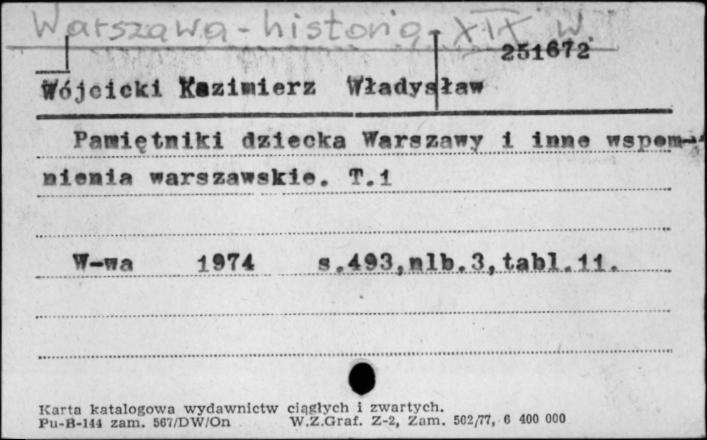 Warszawa - historia - XIX w.
251672
Wójcicki Kazimierz Władysław
Pamiętniki dziecka Warszawy i inne wspom-
nienia warszawskie. T.1
W-wa 1974 s.493,nlb.3,tabl.11.
Karta katalogowa wydawnictw ciągłych i zwartych.
Pu-B-144 zam. 567/DW/On W.Z.Graf. Z-2, Zam. 502/77, 6 400 000